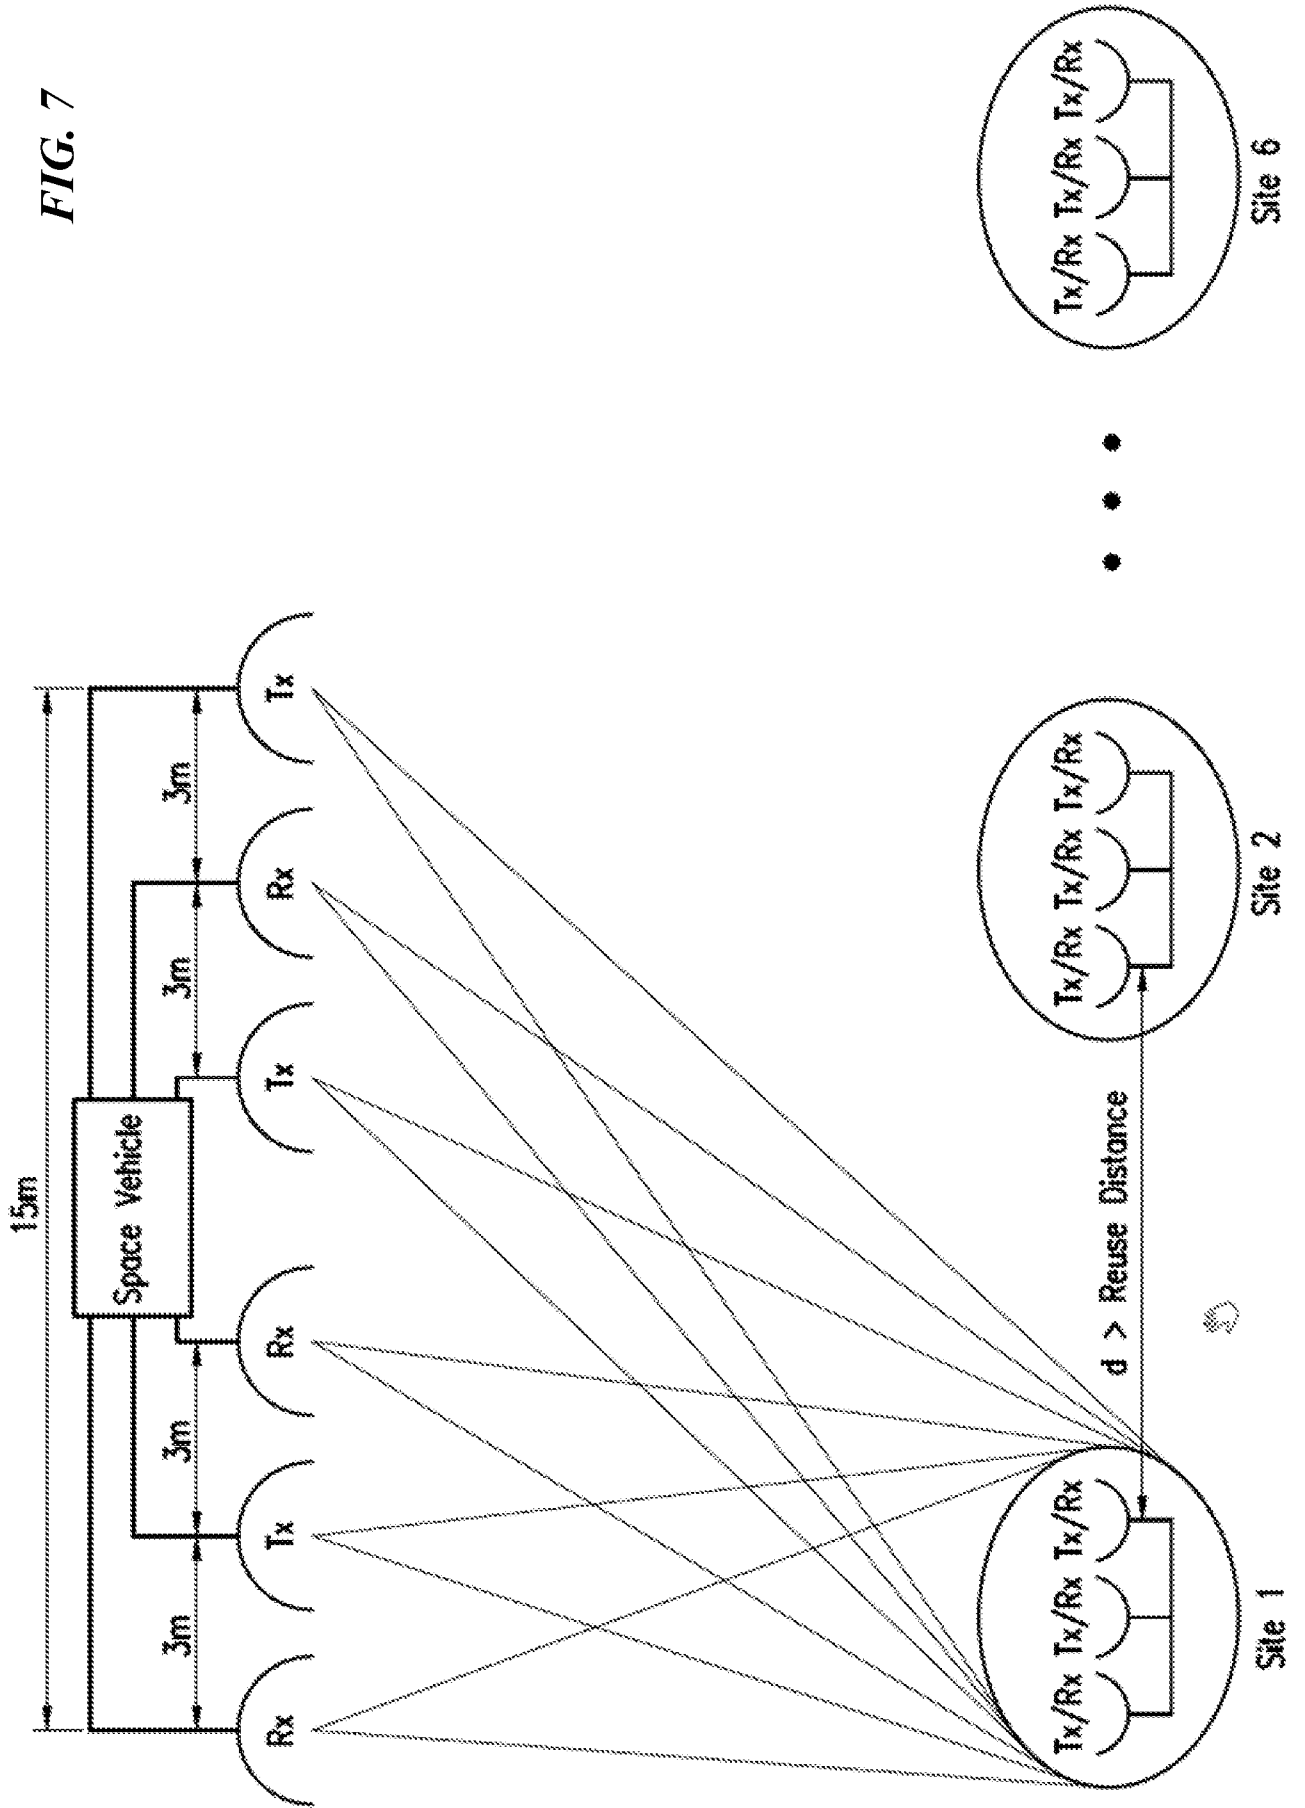 FIG. 7
15m
Space Vehicle
3m
3m
3m
3m
Rx
Tx
Rx
Tx
Rx
Tx
d > Reuse Distance
Tx/Rx Tx/Rx Tx/Rx
Site 1
Tx/Rx Tx/Rx Tx/Rx
Site 2
Tx/Rx Tx/Rx Tx/Rx
Site 6